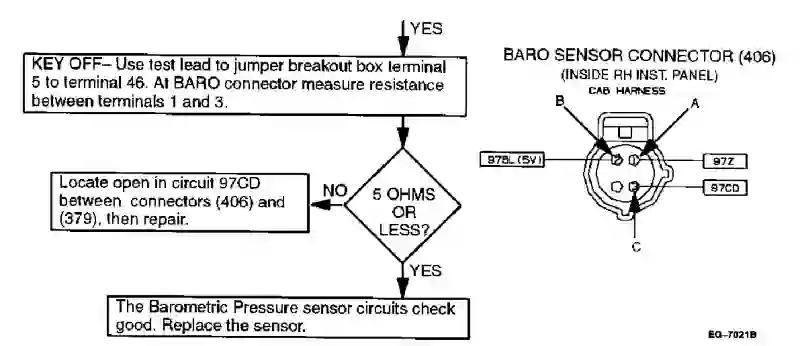 YES
KEY OFF– Use test lead to jumper breakout box terminal
5 to terminal 46. At BARO connector measure resistance
between terminals 1 and 3.
Locate open in circuit 97CD
between connectors (406) and
(379), then repair.
NO
5 OHMS
OR
LESS?
YES
The Barometric Pressure sensor circuits check
good. Replace the sensor.
BARO SENSOR CONNECTOR (406)
(INSIDE RH INST. PANEL)
CAB HARNESS
B
A
97BL (5V)
97Z
97CD
C
EG–7021B